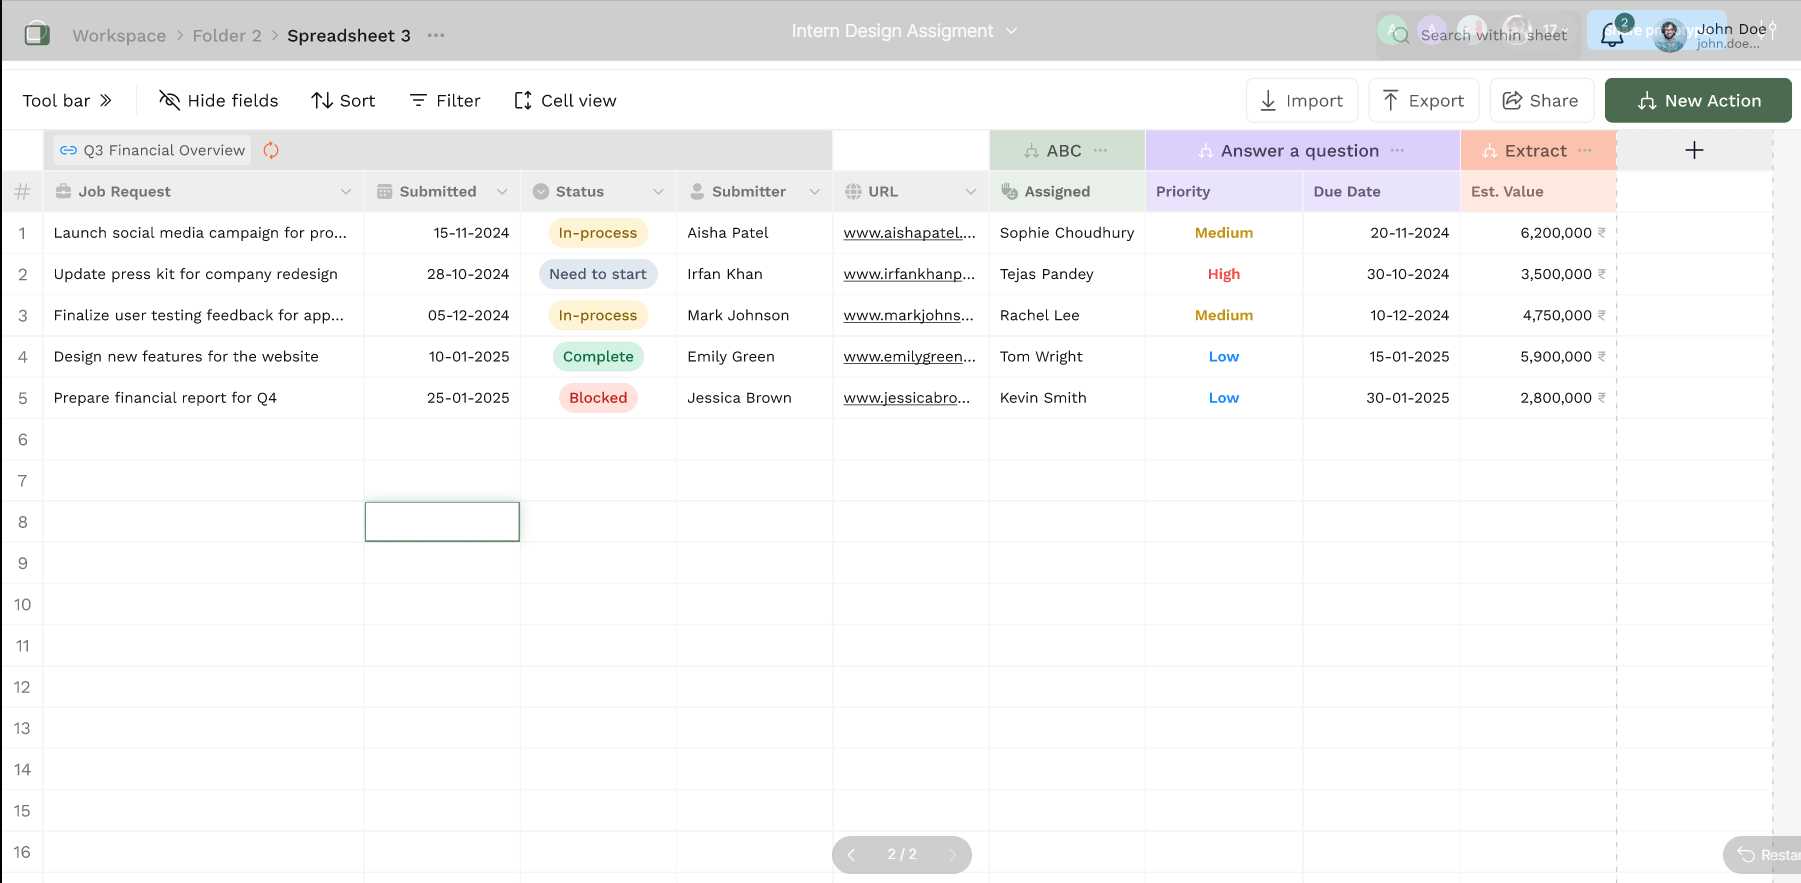 Workspace > Folder 2 > Spreadsheet 3 ...
Intern Design Assigment
A A 17
Search within sheet
Share prototyp
2
John Doe
john.doe...
Tool bar
Hide fields
Sort
Filter
Cell view
Import
Export
Share
New Action
Q3 Financial Overview
ABC ...
Answer a question ...
Extract ...
+
# Job Request Submitted Status Submitter URL Assigned Priority Due Date Est. Value
1 Launch social media campaign for pro... 15-11-2024 In-process Aisha Patel www.aishapatel.... Sophie Choudhury Medium 20-11-2024 6,200,000 ₹
2 Update press kit for company redesign 28-10-2024 Need to start Irfan Khan www.irfankhanp... Tejas Pandey High 30-10-2024 3,500,000 ₹
3 Finalize user testing feedback for app... 05-12-2024 In-process Mark Johnson www.markjohns... Rachel Lee Medium 10-12-2024 4,750,000 ₹
4 Design new features for the website 10-01-2025 Complete Emily Green www.emilygreen... Tom Wright Low 15-01-2025 5,900,000 ₹
5 Prepare financial report for Q4 25-01-2025 Blocked Jessica Brown www.jessicabro... Kevin Smith Low 30-01-2025 2,800,000 ₹
6
7
8
9
10
11
12
13
14
15
16
2 / 2
Restar